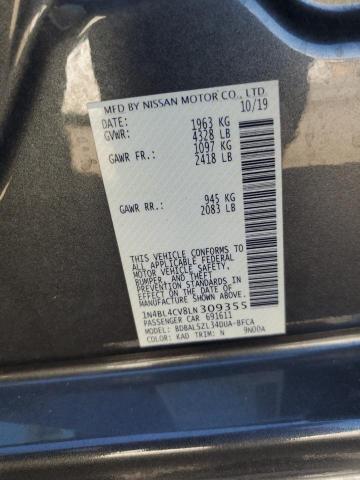 MFD BY NISSAN MOTOR CO., LTD.
DATE: 10/19
GVWR: 1963 KG
4328 LB
GAWR FR.: 1097 KG
2418 LB
GAWR RR.: 945 KG
2083 LB
THIS VEHICLE CONFORMS TO
ALL APPLICABLE FEDERAL
MOTOR VEHICLE SAFETY,
BUMPER, AND THEFT
PREVENTION STANDARDS IN
EFFECT ON THE DATE OF
MANUFACTURE SHOWN ABOVE.
1N4BL4CV8LN309355
PASSENGER CAR 691611
MODEL: BDBALSZL34DUA-BFCA
COLOR: KAD TRIM: N 9N00A